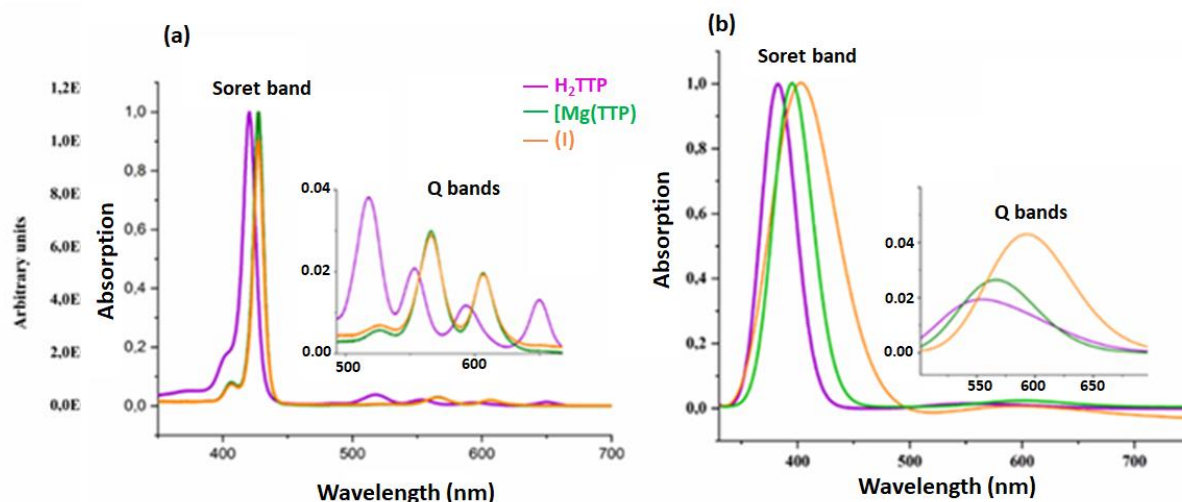 (a)
(b)
Soret band
Soret band
H₂TTP
[Mg(TTP)
(I)
1,2E
1,0E
8,0E
6,0E
4,0E
2,0E
0,0E
Arbitrary units
1,0
0,8
0,6
0,4
0,2
0,0
Absorption
Q bands
0.04
0.02
0.00
500
600
400
500
600
700
Wavelength (nm)
1,0
0,8
0,6
0,4
0,2
0,0
Absorption
Q bands
0.04
0.02
0.00
550
600
650
400
500
600
700
Wavelength (nm)